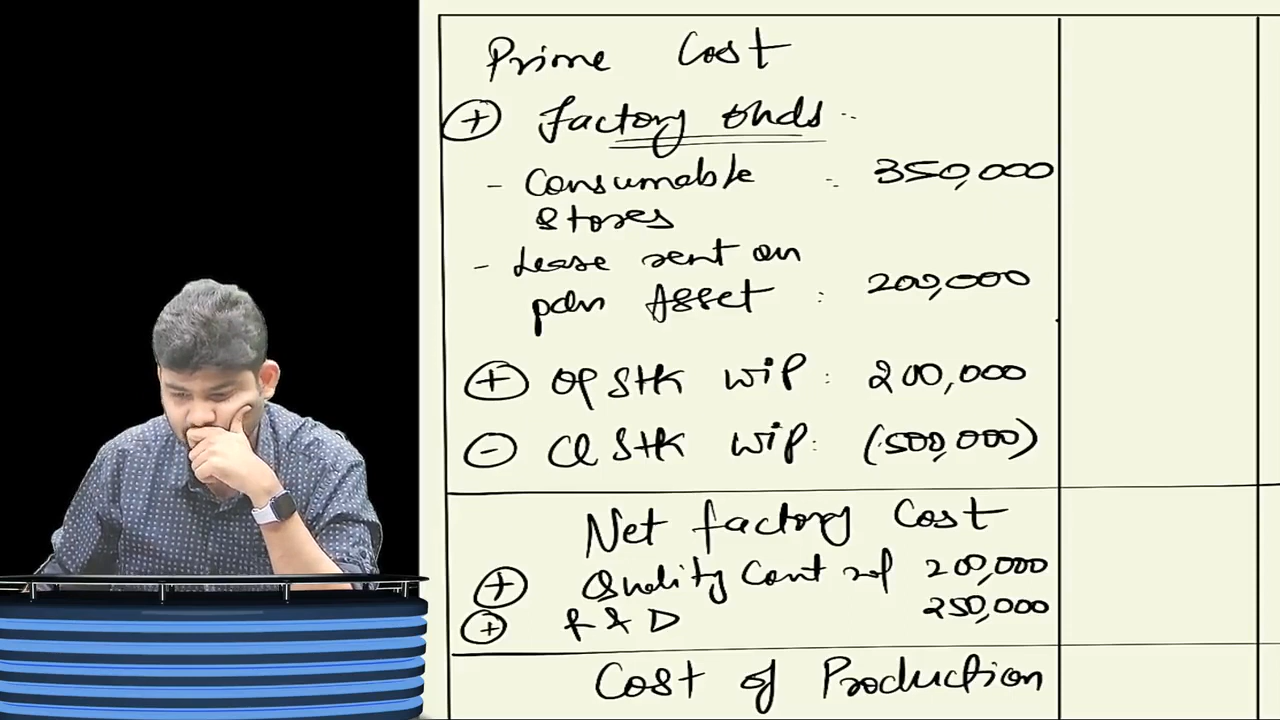 Prime Cost
(+) Factory Ohds :-
- Consumable :- 350,000
Stores
- Lease rent on
pdn Asset : 200,000
(+) Op Stk WIP : 200,000
(-) Cl Stk WIP : (500,000)
Net Factory Cost
(+) Quality Cont 200,000
(+) R & D 250,000
Cost of Production